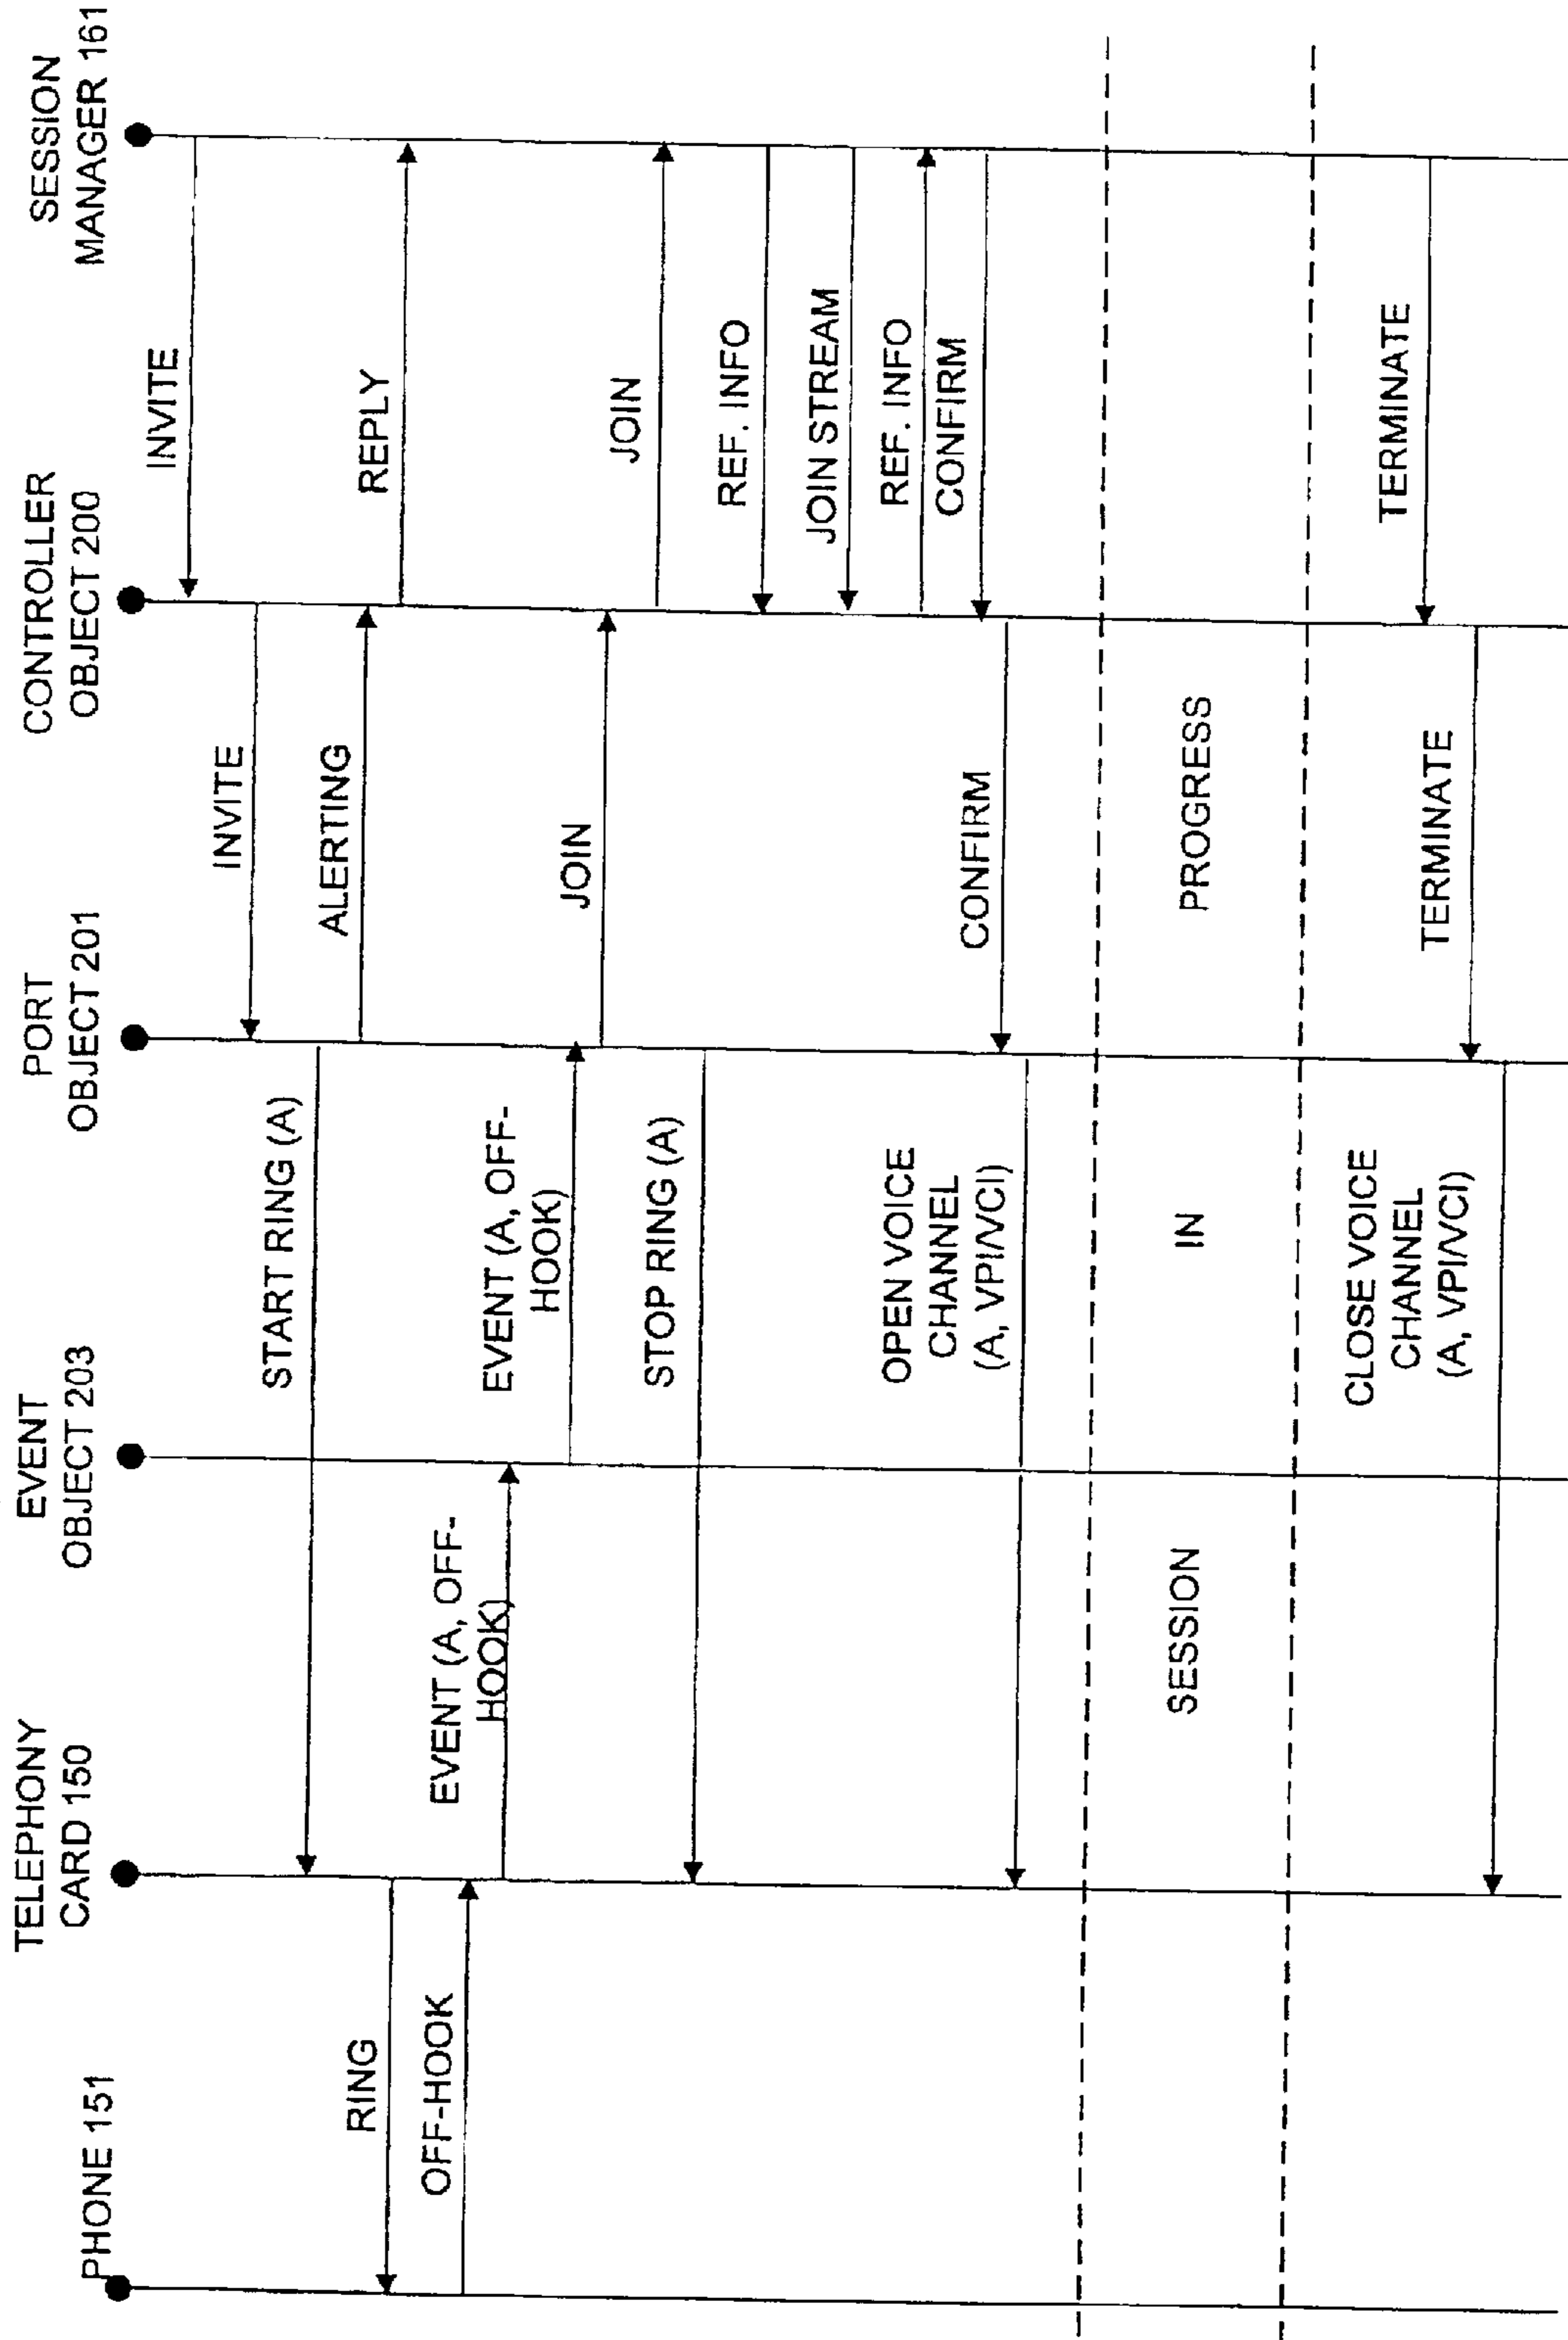 PHONE 151
TELEPHONY
CARD 150
EVENT
OBJECT 203
PORT
OBJECT 201
CONTROLLER
OBJECT 200
SESSION
MANAGER 161
INVITE
INVITE
START RING (A)
ALERTING
RING
REPLY
OFF-HOOK
EVENT (A, OFF-
HOOK)
EVENT (A, OFF-
HOOK)
JOIN
JOIN
STOP RING (A)
REF. INFO
JOIN STREAM
REF. INFO
CONFIRM
CONFIRM
OPEN VOICE
CHANNEL
(A, VPI/VCI)
SESSION
IN
PROGRESS
TERMINATE
TERMINATE
CLOSE VOICE
CHANNEL
(A, VPI/VCI)